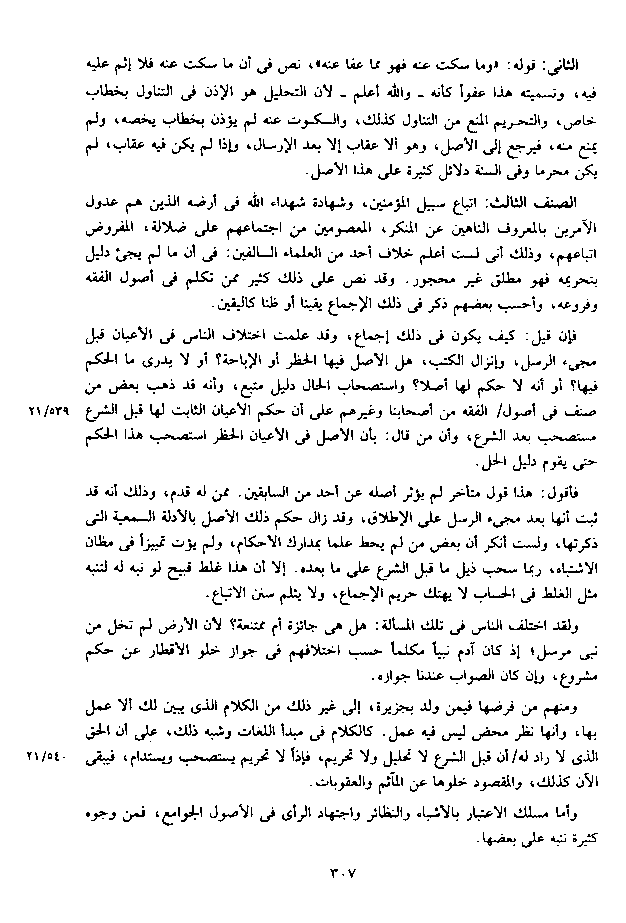 الثاني: قوله: «وما سكت عنه فهو مما عفا عنه»، نص فى أن ما سكت عنه فلا إثم عليه
فيه، وتسميته هذا عفواً كأنه ـ والله أعلم ـ لأن التحليل هو الإذن فى التناول بخطاب
خاص، والتحريم المنع من التناول كذلك، والسكوت عنه لم يؤذن بخطاب يخصه، ولم
يمنع منه، فيرجع إلى الأصل، وهو ألا عقاب إلا بعد الإرسال، وإذا لم يكن فيه عقاب، لم
يكن محرما وفى السنة دلائل كثيرة على هذا الأصل.
الصنف الثالث: اتباع سبيل المؤمنين، وشهادة شهداء الله فى أرضه الذين هم عدول
الآمرين بالمعروف الناهين عن المنكر، المعصومين من اجتماعهم على ضلالة، المفروض
اتباعهم، وذلك أنى لست أعلم خلاف أحد من العلماء السالفين: فى أن ما لم يجئ دليل
بتحريمه فهو مطلق غير محجور. وقد نص على ذلك كثير ممن تكلم فى أصول الفقه
وفروعه، وأحسب بعضهم ذكر فى ذلك الإجماع يقينا أو ظنا كاليقين.
فإن قيل: كيف يكون فى ذلك إجماع، وقد علمت اختلاف الناس فى الأعيان قبل
مجىء الرسل، وإنزال الكتب، هل الأصل فيها الحظر أو الإباحة؟ أو لا يدرى ما الحكم
فيها؟ أو أنه لا حكم لها أصلا؟ واستصحاب الحال دليل متبع، وأنه قد ذهب بعض من
صنف فى أصول/ الفقه من أصحابنا وغيرهم على أن حكم الأعيان الثابت لها قبل الشرع ٢١/٥٣٩
مستصحب بعد الشرع، وأن من قال: بأن الأصل فى الأعيان الحظر استصحب هذا الحكم
حتى يقوم دليل الحل.
فأقول: هذا قول متأخر لم يؤثر أصله عن أحد من السابقين. ممن له قدم، وذلك أنه قد
ثبت أنها بعد مجىء الرسل على الإطلاق، وقد زال حكم ذلك الأصل بالأدلة السمعية التى
ذكرتها، ولست أنكر أن بعض من لم يحط علما بمدارك الأحكام، ولم يؤت تمييزاً فى مظان
الاشتباه، ربما سحب ذيل ما قبل الشرع على ما بعده. إلا أن هذا غلط قبيح لو نبه له لتنبه
مثل الغلط فى الحساب لا يهتك حريم الإجماع، ولا يثلم سنن الاتباع.
ولقد اختلف الناس فى تلك المسألة: هل هى جائزة أم ممتنعة؟ لأن الأرض لم تخل من
نبى مرسل؛ إذ كان آدم نبياً مكلماً حسب اختلافهم فى جواز خلو الأقطار عن حكم
مشروع، وإن كان الصواب عندنا جوازه.
ومنهم من فرضها فيمن ولد بجزيرة، إلى غير ذلك من الكلام الذى يبين لك ألا عمل
بها، وأنها نظر محض ليس فيه عمل. كالكلام فى مبدأ اللغات وشبه ذلك، على أن الحق
الذى لا راد له/ أن قبل الشرع لا تحليل ولا تحريم، فإذاً لا تحريم يستصحب ويستدام، فيبقى ٢١/٥٤٠
الآن كذلك، والمقصود خلوها عن المآثم والعقوبات.
وأما مسلك الاعتبار بالأشباه والنظائر واجتهاد الرأى فى الأصول الجوامع، فمن وجوه
كثيرة ننبه على بعضها.
٣٠٧